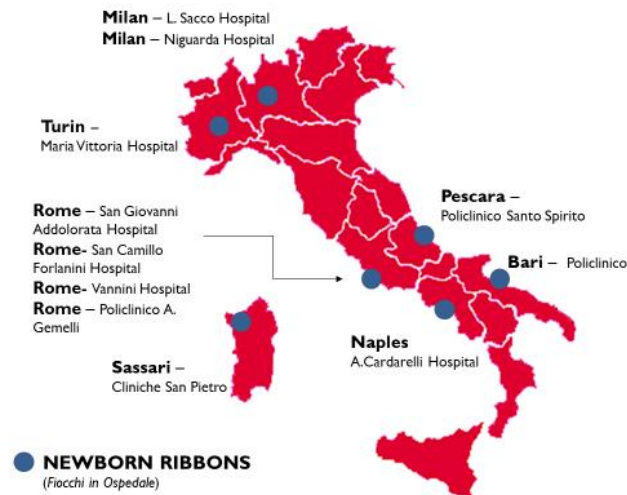 Milan – L. Sacco Hospital
Milan – Niguarda Hospital
Turin –
Maria Vittoria Hospital
Rome – San Giovanni
Addolorata Hospital
Rome- San Camillo
Forlanini Hospital
Rome- Vannini Hospital
Rome – Policlinico A.
Gemelli
Pescara –
Policlinico Santo Spirito
Bari – Policlinico
Naples
A.Cardarelli Hospital
Sassari –
Cliniche San Pietro
NEWBORN RIBBONS
(Fiocchi in Ospedale)